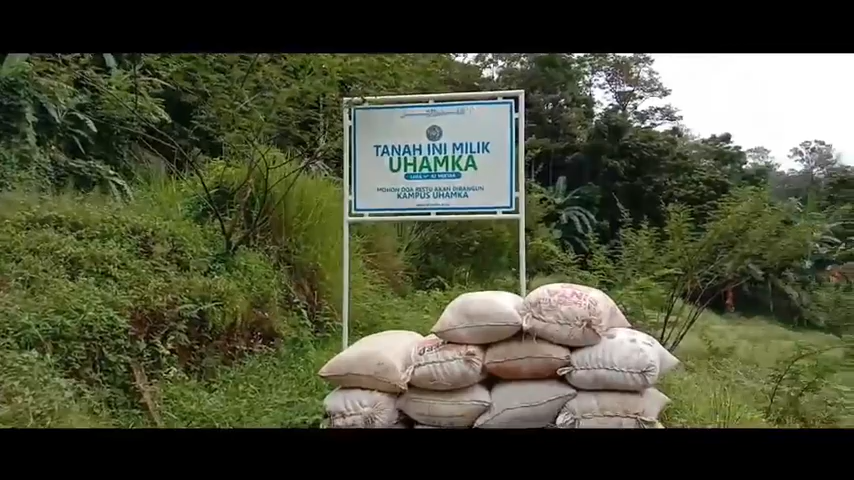 TANAH INI MILIK
UHAMKA
MOHON DOA RESTU AKAN DIBANGUN
KAMPUS UHAMKA